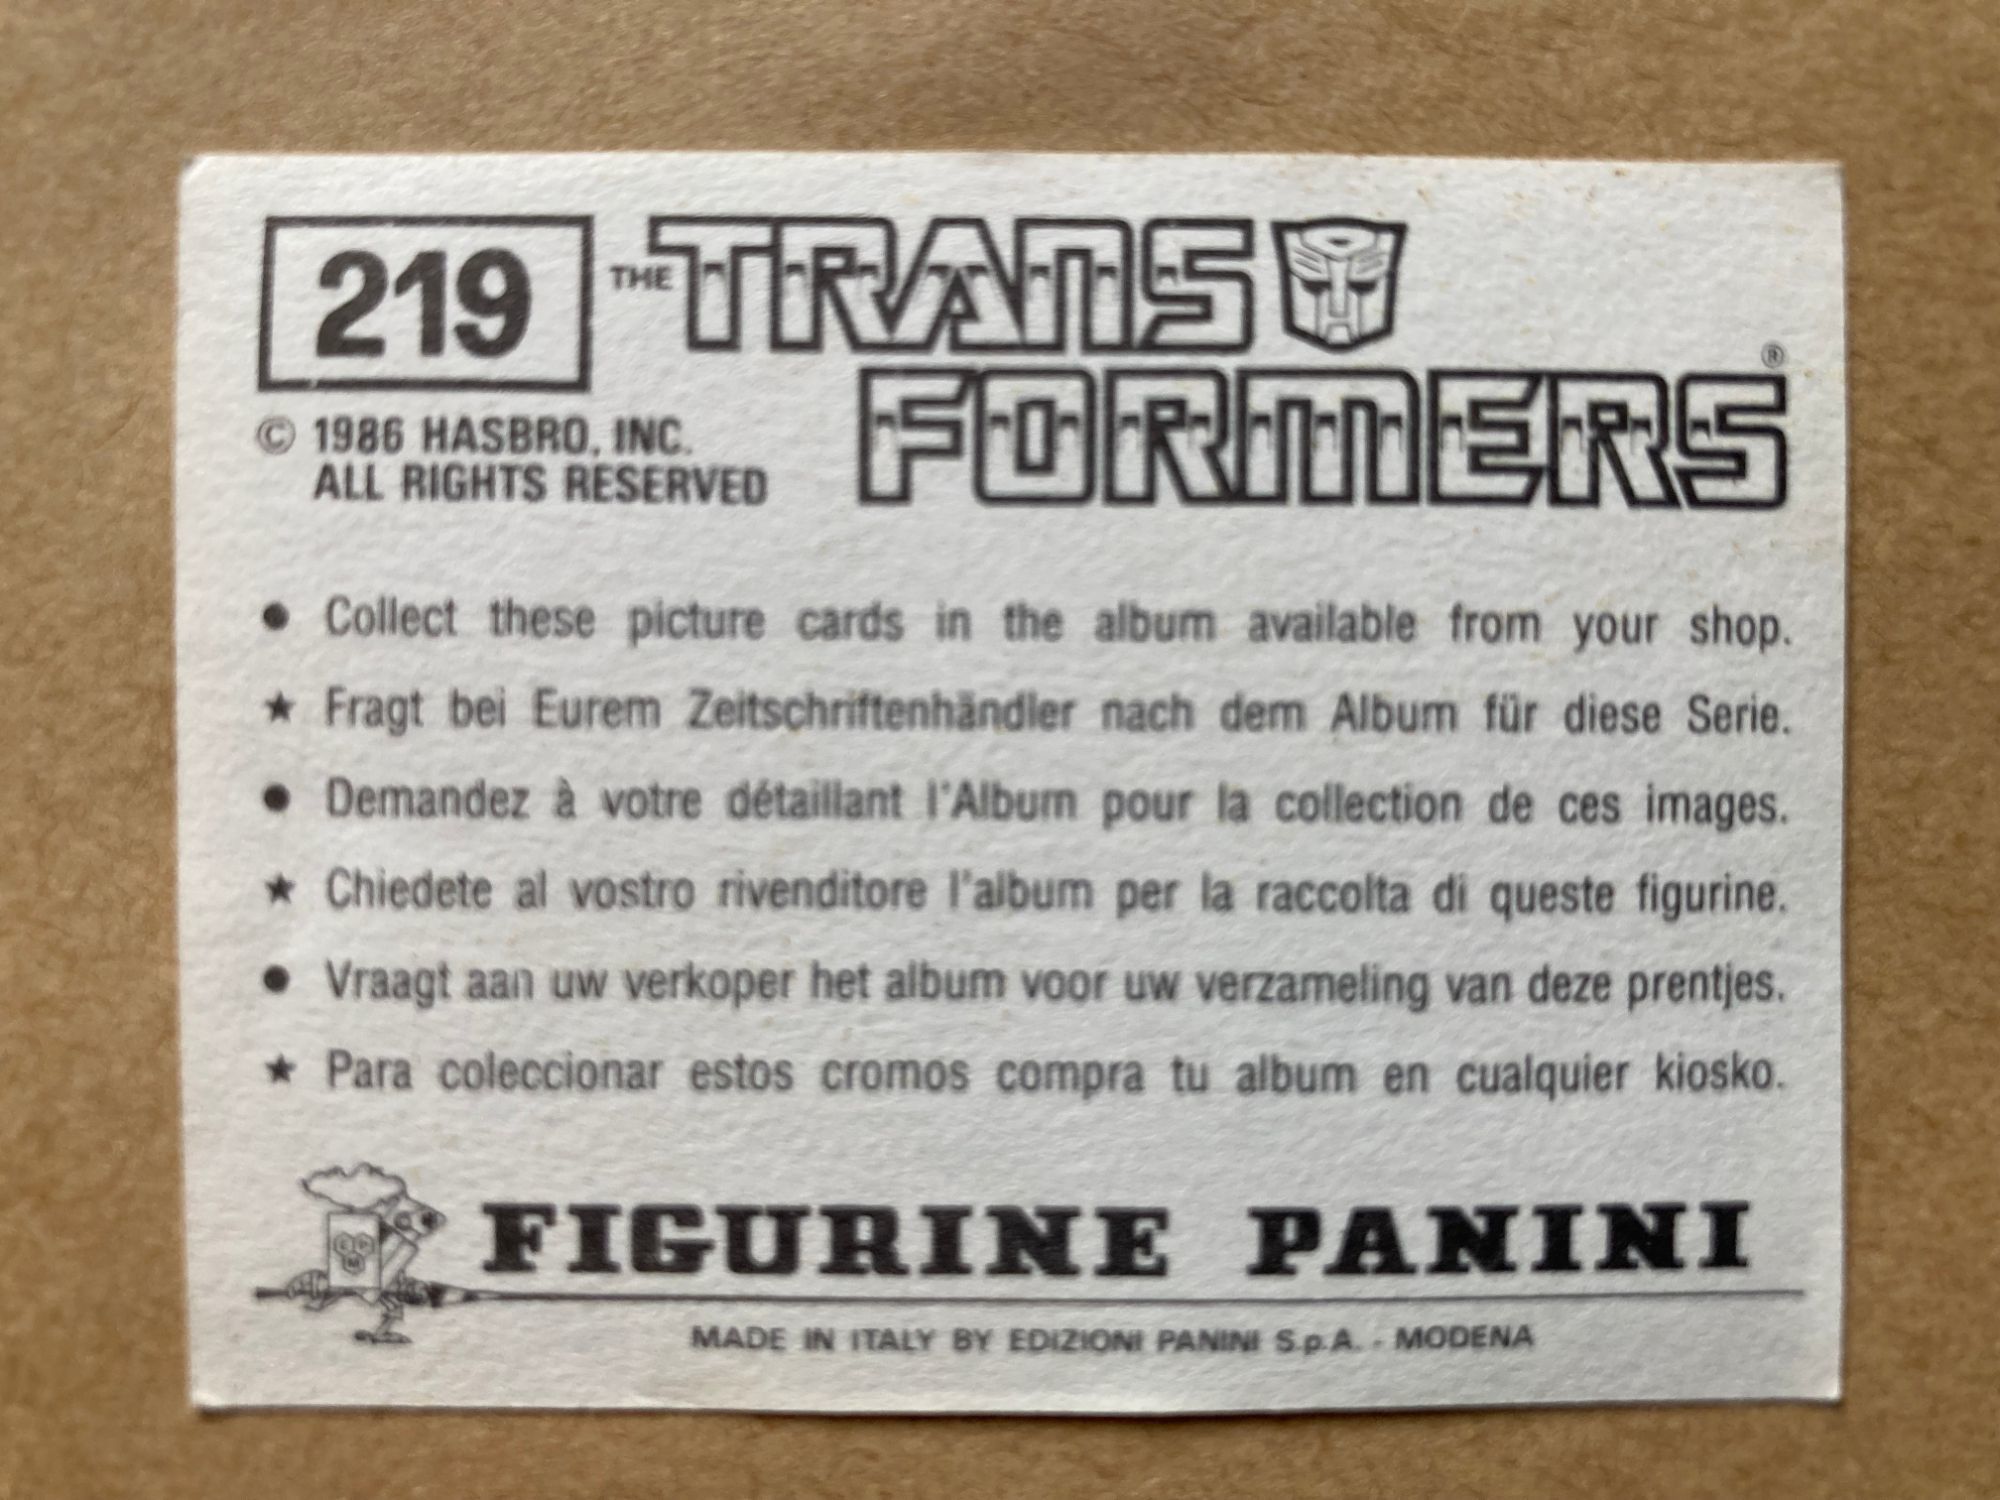 219
THE TRANSFORMERS®
© 1986 HASBRO, INC.
ALL RIGHTS RESERVED
● Collect these picture cards in the album available from your shop.
★ Fragt bei Eurem Zeitschriftenhändler nach dem Album für diese Serie.
● Demandez à votre détaillant l'Album pour la collection de ces images.
★ Chiedete al vostro rivenditore l'album per la raccolta di queste figurine.
● Vraagt aan uw verkoper het album voor uw verzameling van deze prentjes.
★ Para coleccionar estos cromos compra tu album en cualquier kiosko.
FIGURINE PANINI
MADE IN ITALY BY EDIZIONI PANINI S.p.A. - MODENA